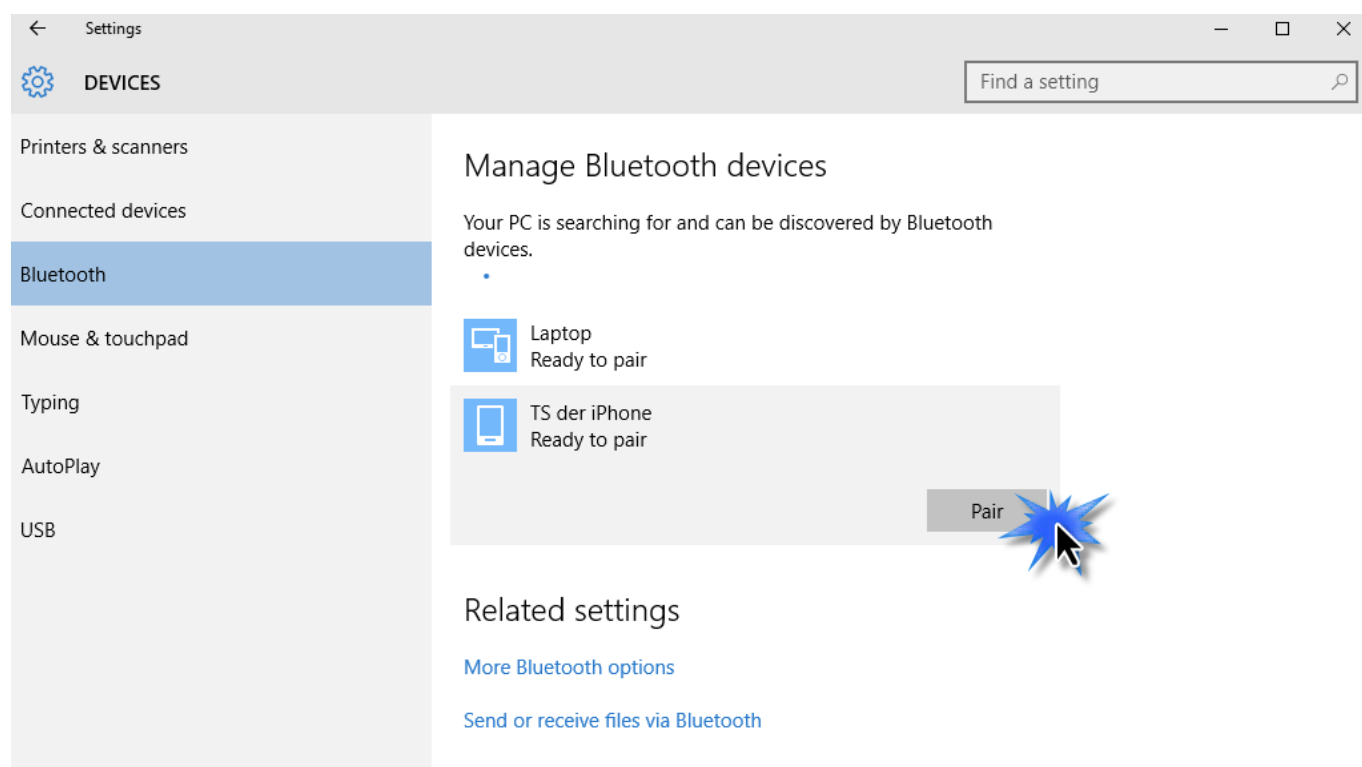 Settings
DEVICES
Find a setting
Printers & scanners
Connected devices
Bluetooth
Mouse & touchpad
Typing
AutoPlay
USB
Manage Bluetooth devices
Your PC is searching for and can be discovered by Bluetooth
devices.
Laptop
Ready to pair
TS der iPhone
Ready to pair
Pair
Related settings
More Bluetooth options
Send or receive files via Bluetooth